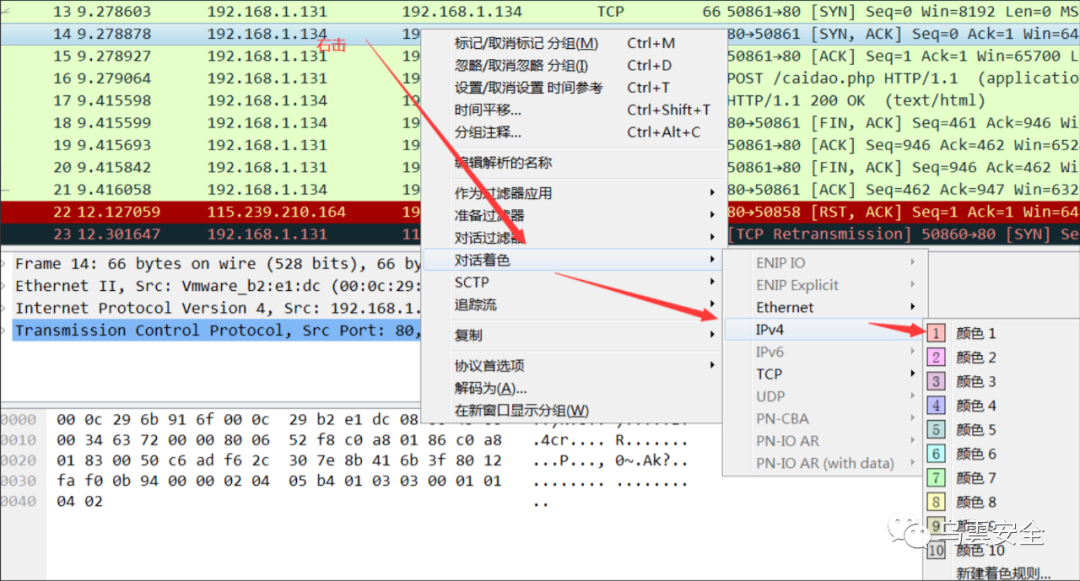 13 9.278603 192.168.1.131 192.168.1.134 TCP 66 50861→80 [SYN] Seq=0 Win=8192 Len=0 MS
14 9.278878 192.168.1.134 19 80→50861 [SYN, ACK] Seq=0 Ack=1 Win=64
右击
15 9.278927 192.168.1.131 19 50861→80 [ACK] Seq=1 Ack=1 Win=65700 L
16 9.279064 192.168.1.131 19 POST /caidao.php HTTP/1.1 (applicatio
17 9.415598 192.168.1.134 19 HTTP/1.1 200 OK (text/html)
18 9.415599 192.168.1.134 19 80→50861 [FIN, ACK] Seq=461 Ack=946 Wi
19 9.415693 192.168.1.131 19 50861→80 [ACK] Seq=946 Ack=462 Win=652
20 9.415842 192.168.1.131 19 50861→80 [FIN, ACK] Seq=946 Ack=462 Wi
21 9.416058 192.168.1.134 19 80→50861 [ACK] Seq=462 Ack=947 Win=632
22 12.127059 115.239.210.164 19 80→50858 [RST, ACK] Seq=1 Ack=1 Win=64
23 12.301647 192.168.1.131 11 [TCP Retransmission] 50860→80 [SYN] Se
标记/取消标记 分组(M) Ctrl+M
忽略/取消忽略 分组(I) Ctrl+D
设置/取消设置 时间参考 Ctrl+T
时间平移... Ctrl+Shift+T
分组注释... Ctrl+Alt+C
编辑解析的名称
作为过滤器应用
准备过滤器
对话过滤器
对话着色
SCTP
追踪流
复制
协议首选项
解码为(A)...
在新窗口显示分组(W)
ENIP IO
ENIP Explicit
Ethernet
IPv4
IPv6
TCP
UDP
PN-CBA
PN-IO AR
PN-IO AR (with data)
1 颜色 1
2 颜色 2
3 颜色 3
4 颜色 4
5 颜色 5
6 颜色 6
7 颜色 7
8 颜色 8
9
10 颜色 10
新建着色规则...
Frame 14: 66 bytes on wire (528 bits), 66 by
Ethernet II, Src: Vmware_b2:e1:dc (00:0c:29:
Internet Protocol Version 4, Src: 192.168.1.
Transmission Control Protocol, Src Port: 80,
0000 00 0c 29 6b 91 6f 00 0c 29 b2 e1 dc 08
0010 00 34 63 72 00 00 80 06 52 f8 c0 a8 01 86 c0 a8 .4cr.... R.......
0020 01 83 00 50 c6 ad f6 2c 30 7e 8b 41 6b 3f 80 12 ...P..., 0~.Ak?..
0030 fa f0 0b 94 00 00 02 04 05 b4 01 03 03 00 01 01 ........ ........
0040 04 02 ..
雲安全